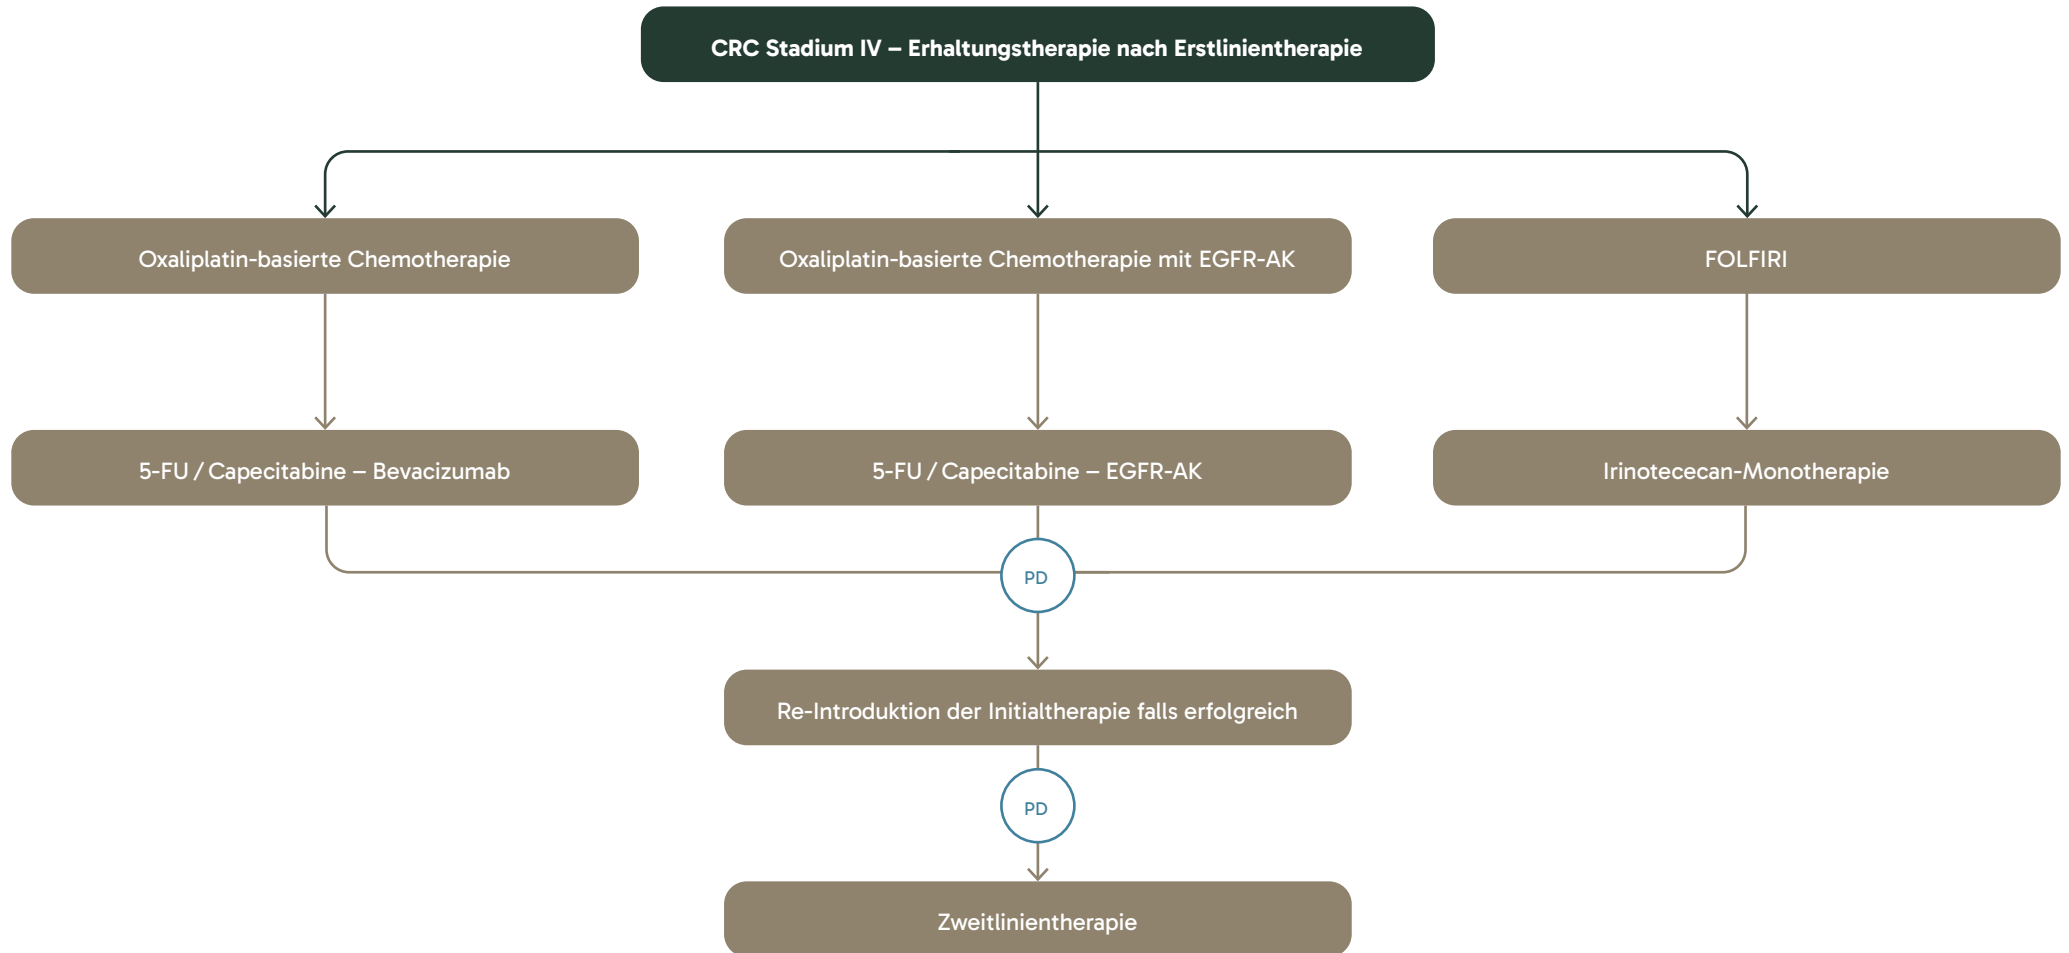 CRC Stadium IV – Erhaltungstherapie nach Erstlinientherapie
Oxaliplatin-basierte Chemotherapie
Oxaliplatin-basierte Chemotherapie mit EGFR-AK
FOLFIRI
5-FU / Capecitabine – Bevacizumab
5-FU / Capecitabine – EGFR-AK
Irinotececan-Monotherapie
PD
Re-Introduktion der Initialtherapie falls erfolgreich
PD
Zweitlinientherapie